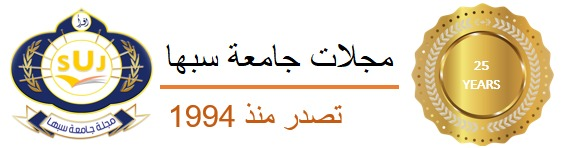 SUJ
مجلة جامعة سبها
مجلات جامعة سبها
تصدر منذ 1994
25
YEARS